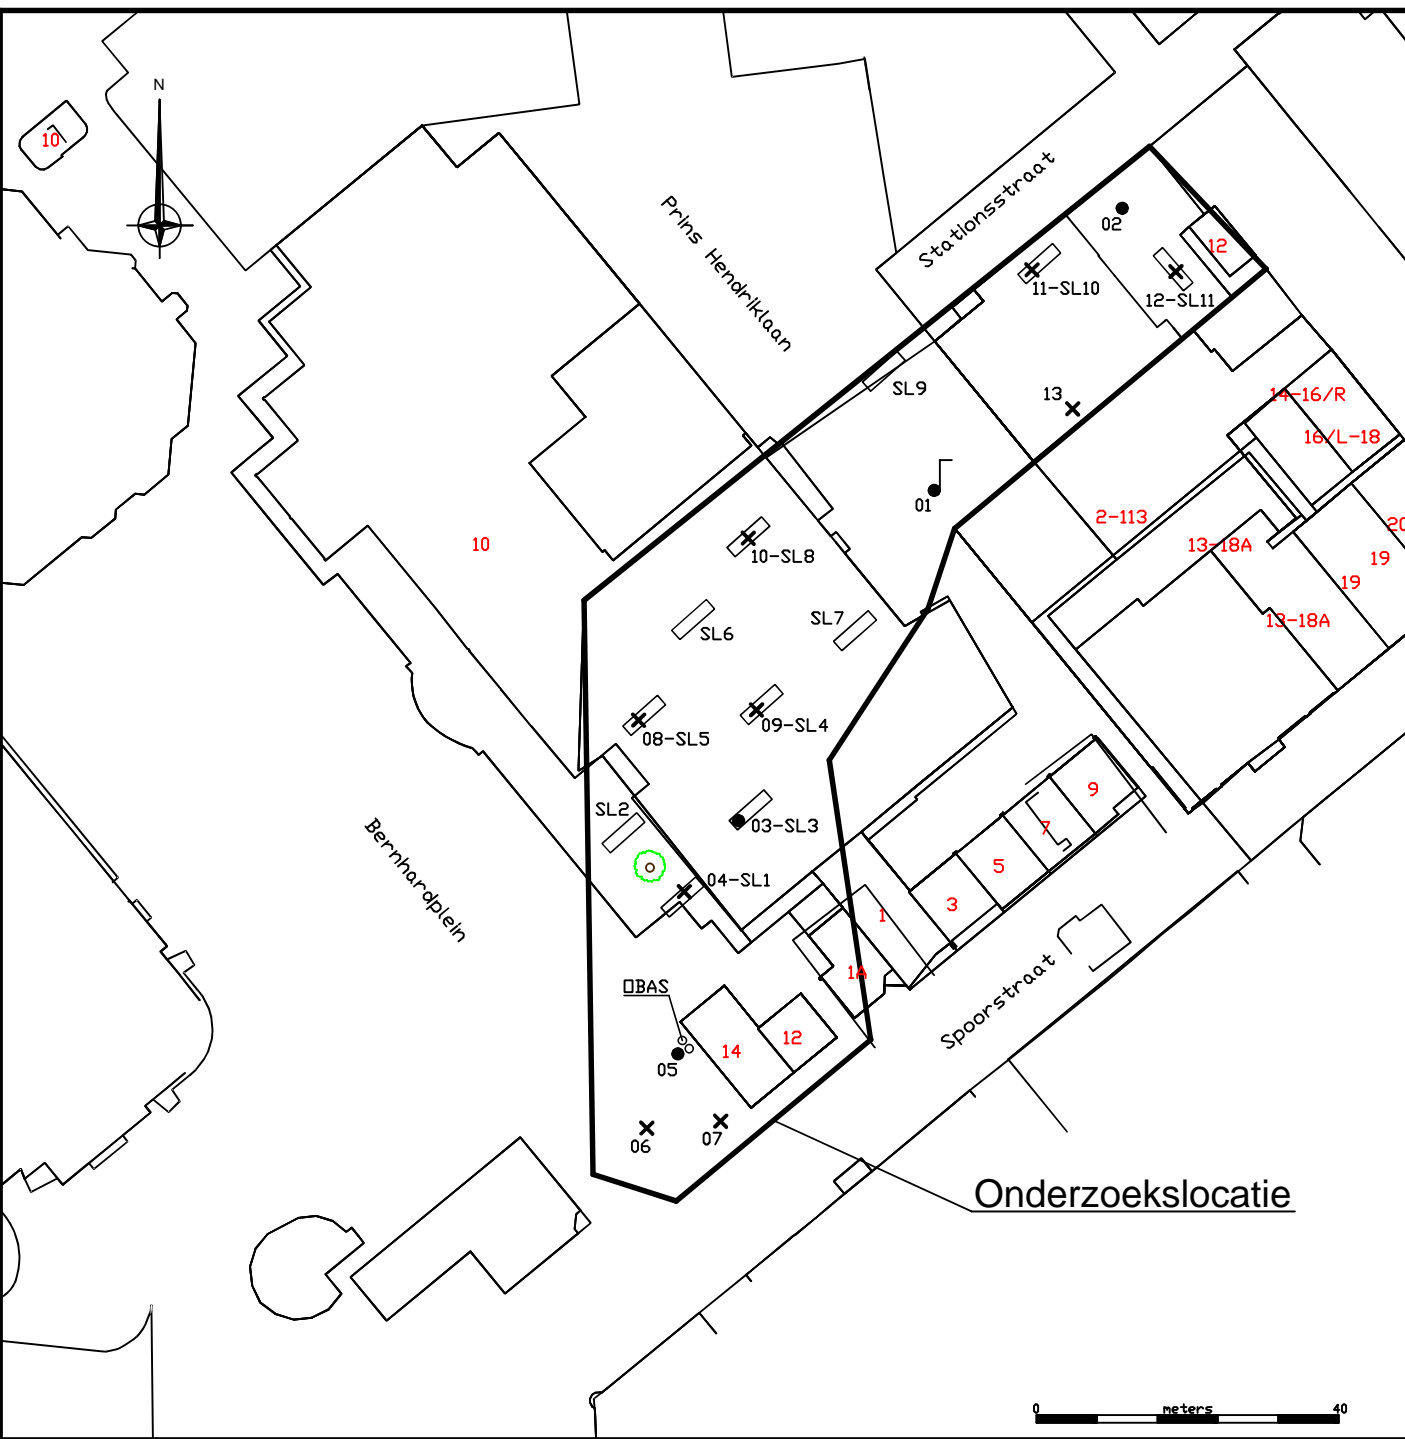 N
10
Prins Hendriklaan
Stationsstraat
02
12
11-SL10
12-SL11
SL9
13
14-16/R
16/L-18
01
2-113
20
10
13-18A
19
10-SL8
19
SL6
SL7
13-18A
08-SL5
09-SL4
9
SL2
03-SL3
7
Bernhardplein
5
04-SL1
3
1
1A
OBAS
Spoorstraat
14
12
05
06
07
Onderzoekslocatie
0
meters
40